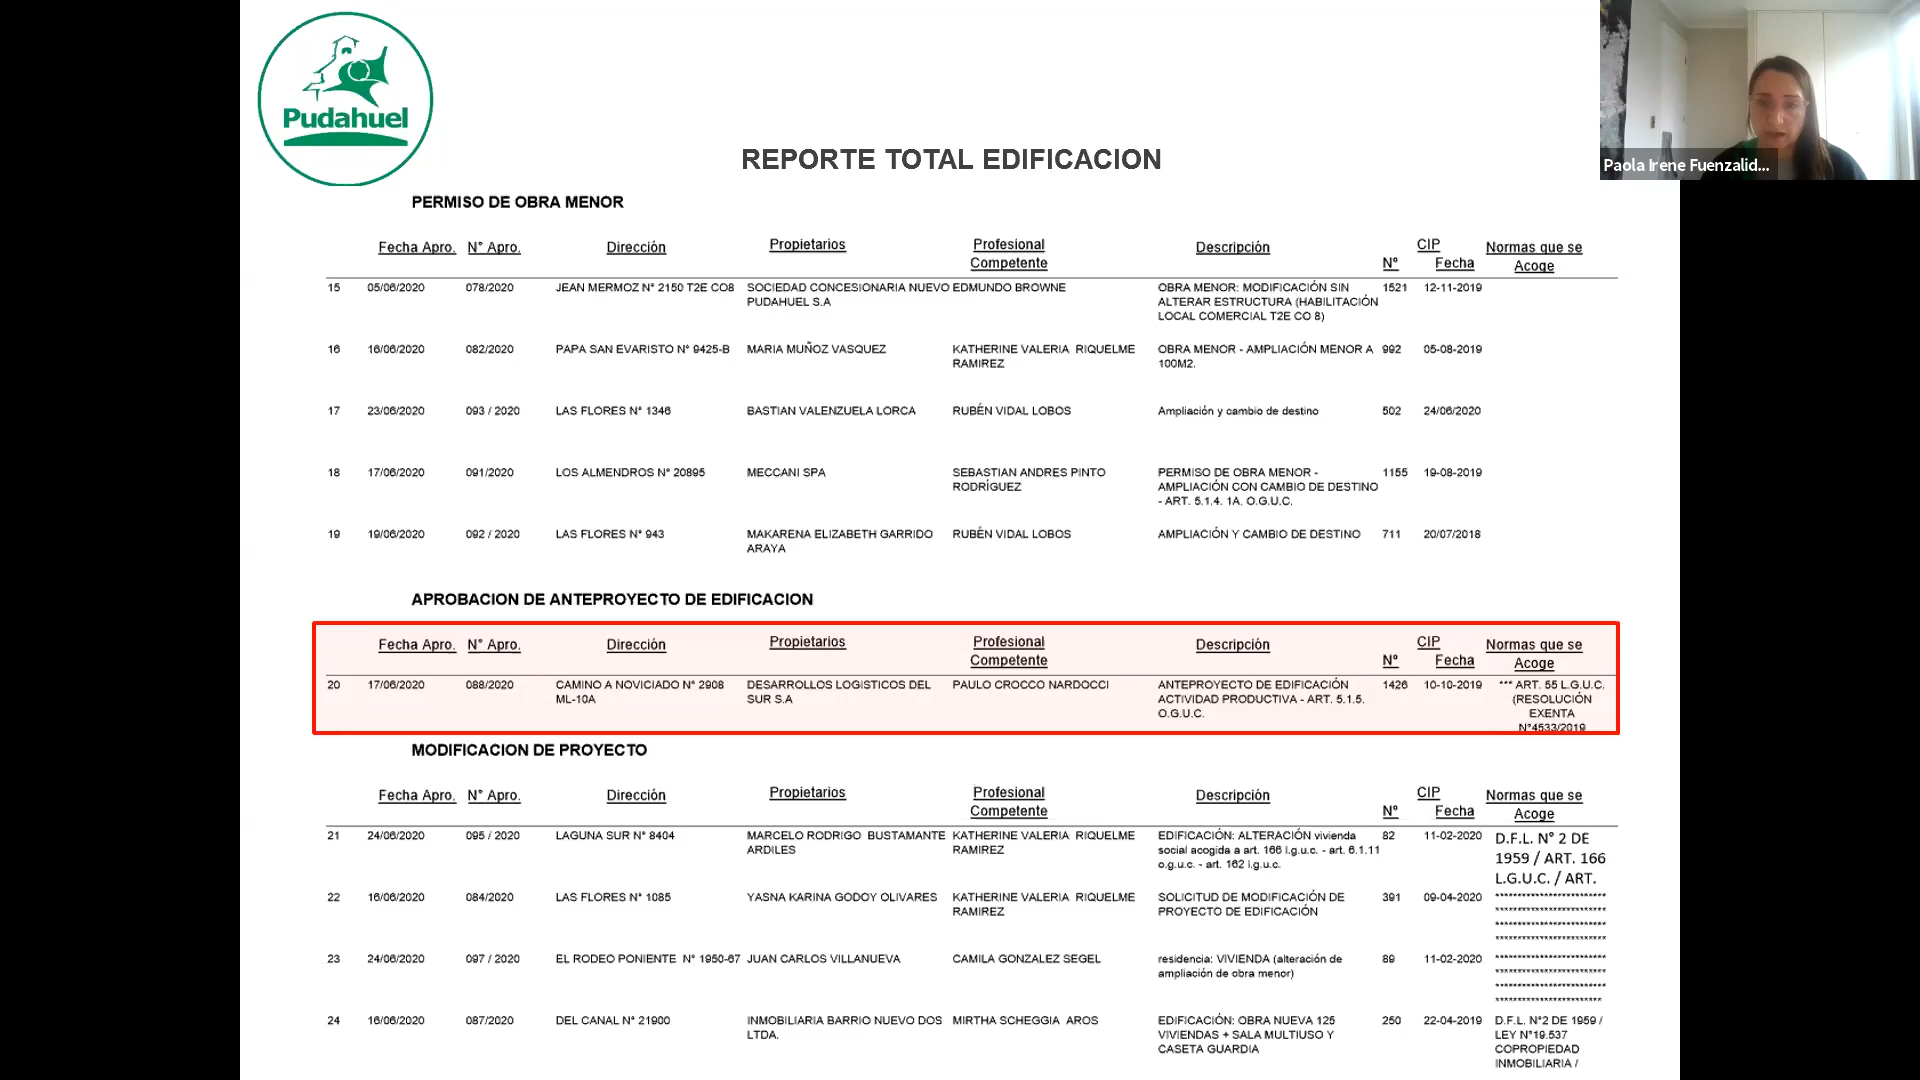 Pudahuel
Paola Irene Fuenzalid...
REPORTE TOTAL EDIFICACION
PERMISO DE OBRA MENOR
Fecha Apro. N° Apro. Dirección Propietarios Profesional Competente Descripción CIP N° Fecha Normas que se Acoge
15 05/06/2020 078/2020 JEAN MERMOZ N° 2150 T2E CO8 SOCIEDAD CONCESIONARIA NUEVO EDMUNDO BROWNE OBRA MENOR: MODIFICACIÓN SIN 1521 12-11-2019
PUDAHUEL S.A ALTERAR ESTRUCTURA (HABILITACIÓN
LOCAL COMERCIAL T2E CO 8)
16 16/06/2020 082/2020 PAPA SAN EVARISTO N° 9425-B MARIA MUÑOZ VASQUEZ KATHERINE VALERIA RIQUELME OBRA MENOR - AMPLIACIÓN MENOR A 992 05-08-2019
RAMIREZ 100M2.
17 23/06/2020 093 / 2020 LAS FLORES N° 1346 BASTIAN VALENZUELA LORCA RUBÉN VIDAL LOBOS Ampliación y cambio de destino 502 24/06/2020
18 17/06/2020 091/2020 LOS ALMENDROS N° 20895 MECCANI SPA SEBASTIAN ANDRES PINTO PERMISO DE OBRA MENOR - 1155 19-08-2019
RODRÍGUEZ AMPLIACIÓN CON CAMBIO DE DESTINO
- ART. 5.1.4. 1A. O.G.U.C.
19 19/06/2020 092 / 2020 LAS FLORES N° 943 MAKARENA ELIZABETH GARRIDO RUBÉN VIDAL LOBOS AMPLIACIÓN Y CAMBIO DE DESTINO 711 20/07/2018
ARAYA
APROBACION DE ANTEPROYECTO DE EDIFICACION
Fecha Apro. N° Apro. Dirección Propietarios Profesional Competente Descripción CIP N° Fecha Normas que se Acoge
20 17/06/2020 088/2020 CAMINO A NOVICIADO N° 2908 DESARROLLOS LOGISTICOS DEL PAULO CROCCO NARDOCCI ANTEPROYECTO DE EDIFICACIÓN 1426 10-10-2019 *** ART. 55 L.G.U.C.
ML-10A SUR S.A ACTIVIDAD PRODUCTIVA - ART. 5.1.5. (RESOLUCIÓN
O.G.U.C. EXENTA
N°4533/2019
MODIFICACION DE PROYECTO
Fecha Apro. N° Apro. Dirección Propietarios Profesional Competente Descripción CIP N° Fecha Normas que se Acoge
21 24/06/2020 095 / 2020 LAGUNA SUR N° 8404 MARCELO RODRIGO BUSTAMANTE KATHERINE VALERIA RIQUELME EDIFICACIÓN: ALTERACIÓN vivienda 82 11-02-2020 D.F.L. N° 2 DE
ARDILES RAMIREZ social acogida a art. 166 l.g.u.c. - art. 6.1.11 1959 / ART. 166
o.g.u.c. - art. 162 l.g.u.c. L.G.U.C. / ART.
22 16/06/2020 084/2020 LAS FLORES N° 1085 YASNA KARINA GODOY OLIVARES KATHERINE VALERIA RIQUELME SOLICITUD DE MODIFICACIÓN DE 391 09-04-2020 *************************
RAMIREZ PROYECTO DE EDIFICACIÓN *************************
*************************
*************************
23 24/06/2020 097 / 2020 EL RODEO PONIENTE N° 1950-67 JUAN CARLOS VILLANUEVA CAMILA GONZALEZ SEGEL residencia: VIVIENDA (alteración de 89 11-02-2020 *************************
ampliación de obra menor) *************************
*************************
************************
24 16/06/2020 087/2020 DEL CANAL N° 21900 INMOBILIARIA BARRIO NUEVO DOS MIRTHA SCHEGGIA AROS EDIFICACIÓN: OBRA NUEVA 125 250 22-04-2019 D.F.L. N°2 DE 1959 /
LTDA. VIVIENDAS + SALA MULTIUSO Y LEY N°19.537
CASETA GUARDIA COPROPIEDAD
INMOBILIARIA /